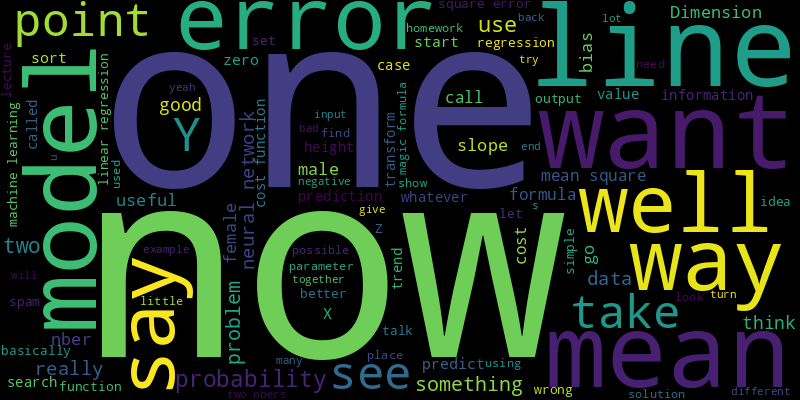 point
error
square error
homework
back
lot
Dimension
start
set
use
regression
try
bias
line
zero
case
need
sort
lecture
model
linear regression
called
machine learning
u
used
one
yeah
good
Y
call
output
value
information
want
input
bad
find
height
slope
end
transform
magic formula
male
negative
show
mean square
neural network
cost function
female
prediction
whatever
formula
useful
give
let
s
well
idea
two
now
Z
example
possible
parameter
together
better
X
trend
cost
simple
go
way
data
look
turn
will
spam
say
little
problem
talk
take
think
nber
basically
really
many
place
see
predict
using
mean
search
function
probability
two nbers
something
wrong
solution
different